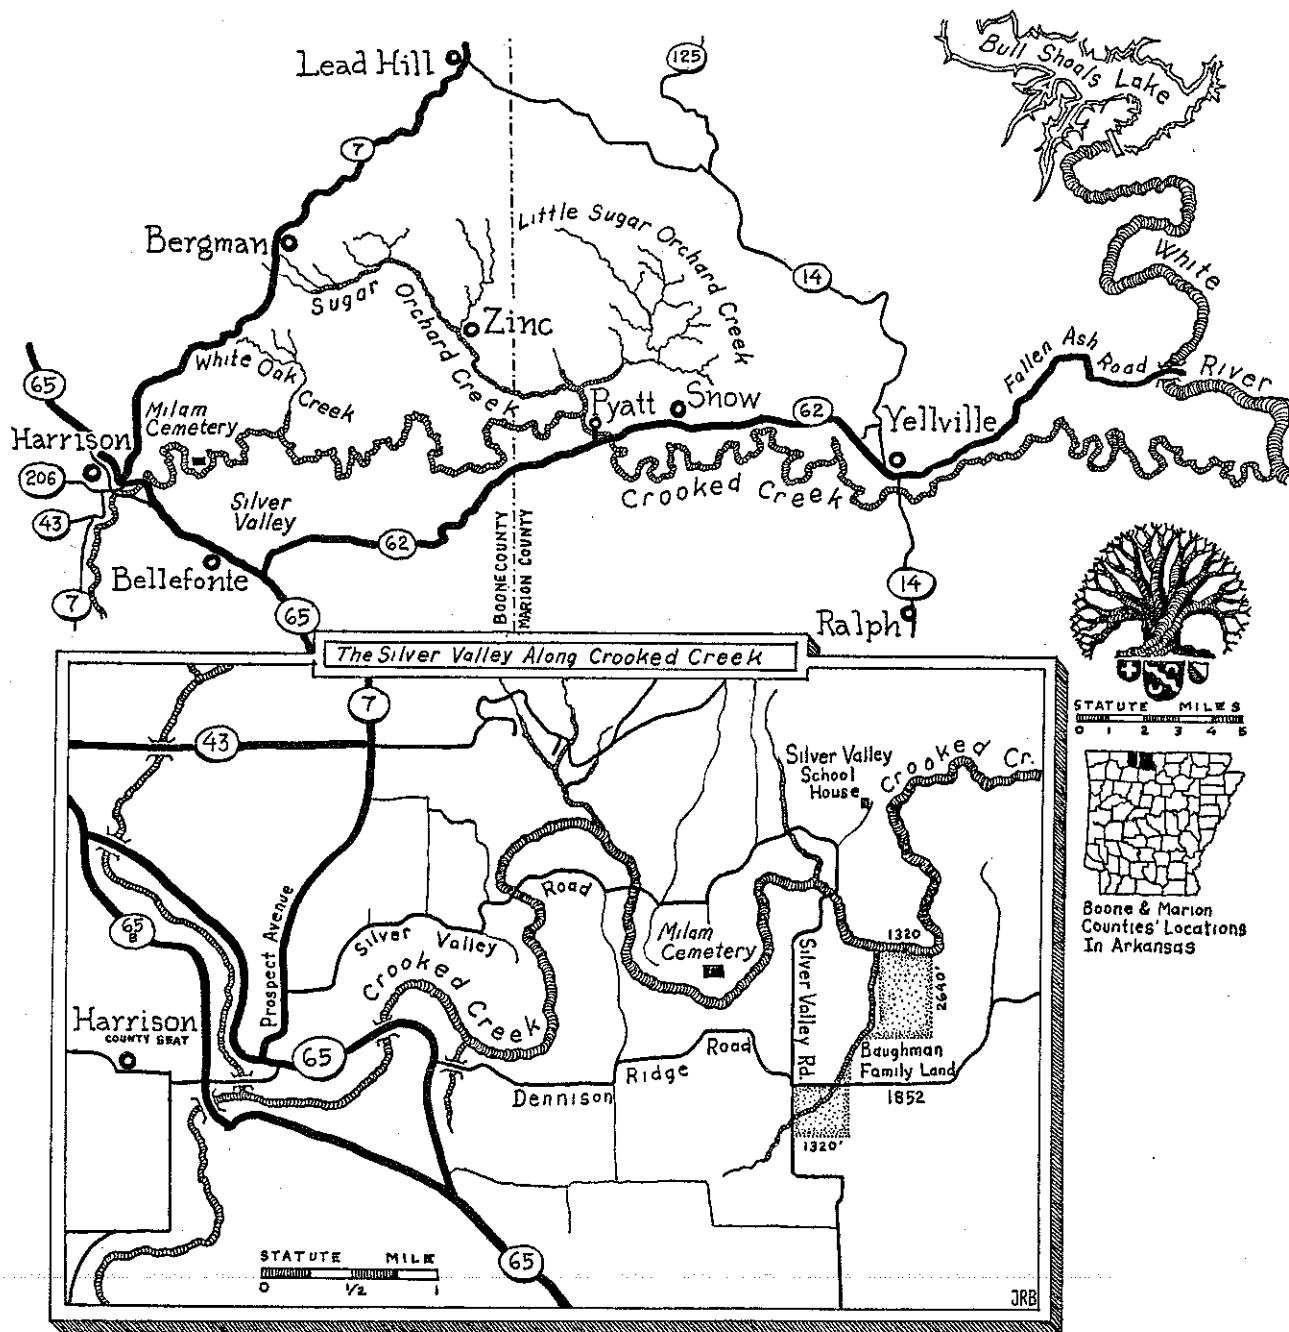 Lead Hill
125
Bull Shoals Lake
7
Bergman
Little Sugar Orchard Creek
White
14
Sugar Orchard Creek
Zinc
White Oak Creek
65
Fallen Ash Road
River
Milam
Cemetery
Pyatt
Snow
62
Yellville
Harrison
206
Crooked Creek
43
Silver
Valley
62
BOONE COUNTY
MARION COUNTY
Bellefonte
7
65
14
Ralph
The Silver Valley Along Crooked Creek
STATUTE MILES
0 1 2 3 4 5
Boone & Marion
Counties' Locations
In Arkansas
7
43
Silver Valley
School
House
Crooked Cr.
Prospect Avenue
65
B
Silver Valley Road
Milam
Cemetery
1320
2640'
Crooked Creek
Silver Valley Rd.
Harrison
COUNTY SEAT
65
Dennison Ridge Road
Baughman
Family Land
1852
1320'
STATUTE MILE
0 1/2 1
65
JRB